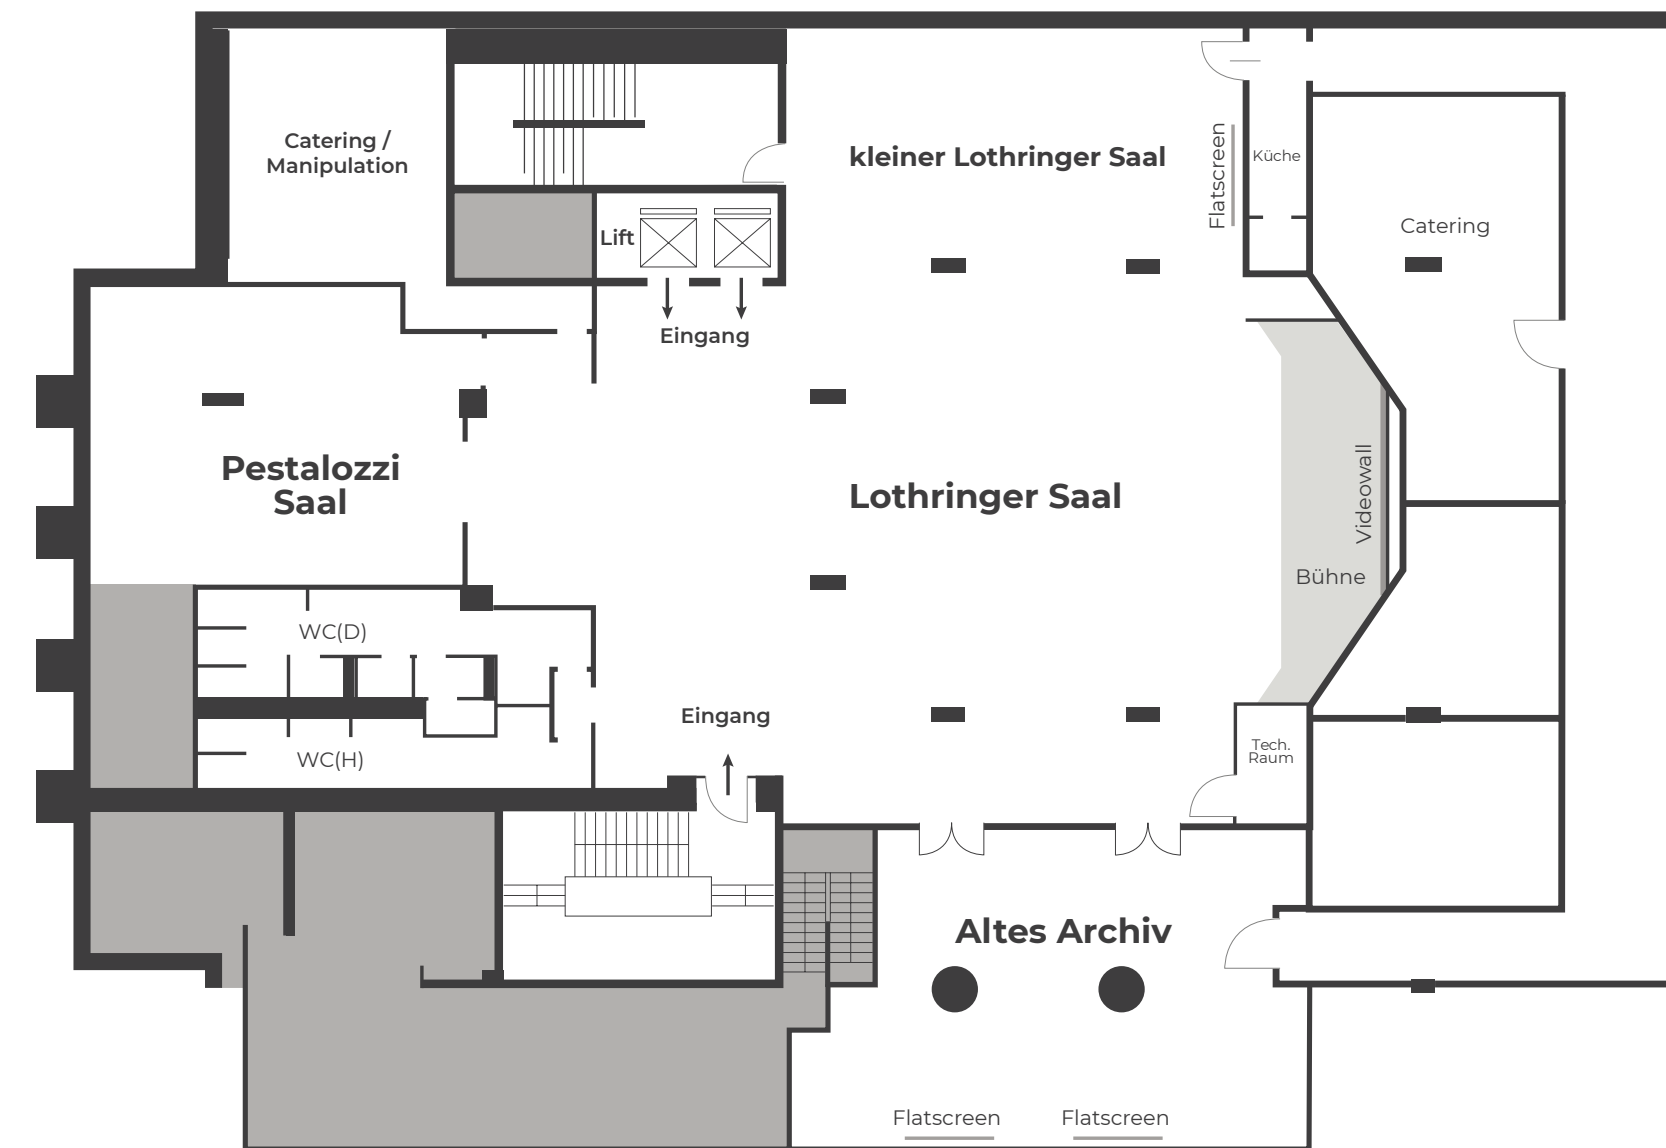 Catering /
Manipulation
kleiner Lothringer Saal
Flatscreen
Küche
Catering
Lift
Eingang
Pestalozzi
Saal
Lothringer Saal
Videowall
Bühne
WC(D)
Eingang
WC(H)
Tech.
Raum
Altes Archiv
Flatscreen
Flatscreen